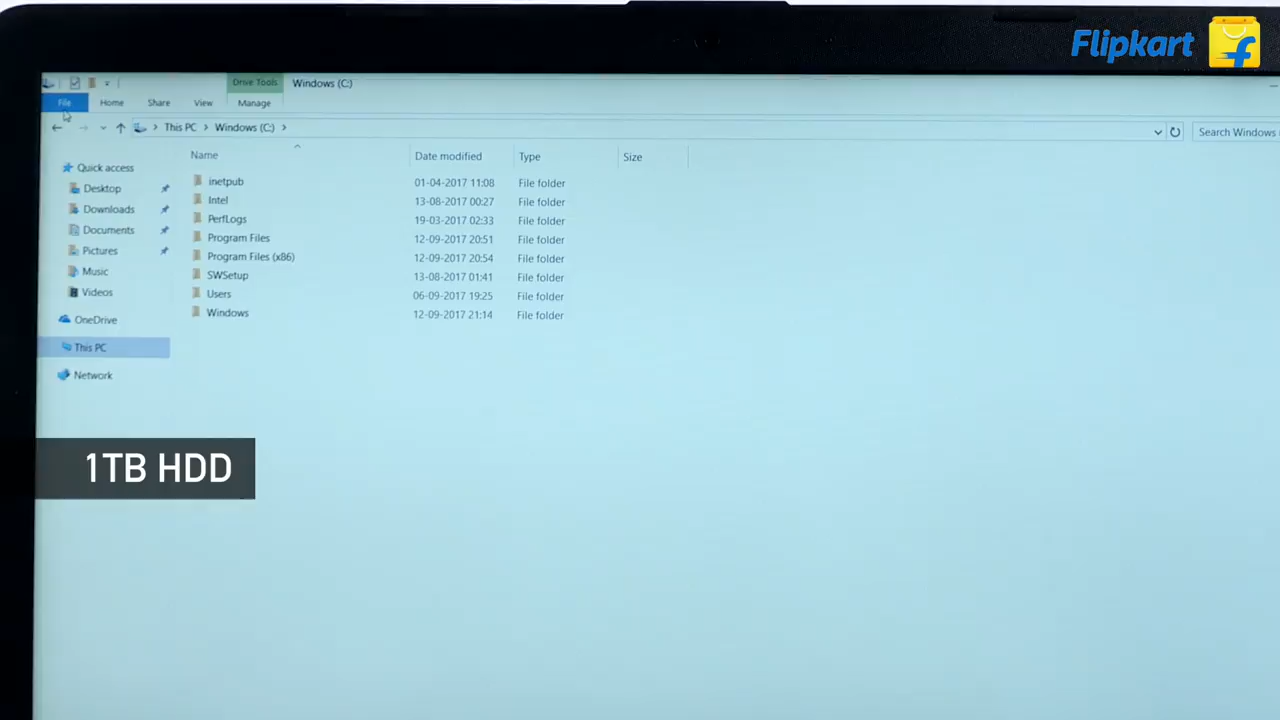 Flipkart
Drive Tools Windows (C:)
File Home Share View Manage
This PC > Windows (C:) > Search Windows
Name Date modified Type Size
Quick access
Desktop
Downloads
Documents
Pictures
Music
Videos
OneDrive
This PC
Network
inetpub 01-04-2017 11:08 File folder
Intel 13-08-2017 00:27 File folder
PerfLogs 19-03-2017 02:33 File folder
Program Files 12-09-2017 20:51 File folder
Program Files (x86) 12-09-2017 20:54 File folder
SWSetup 13-08-2017 01:41 File folder
Users 06-09-2017 19:25 File folder
Windows 12-09-2017 21:14 File folder
1TB HDD